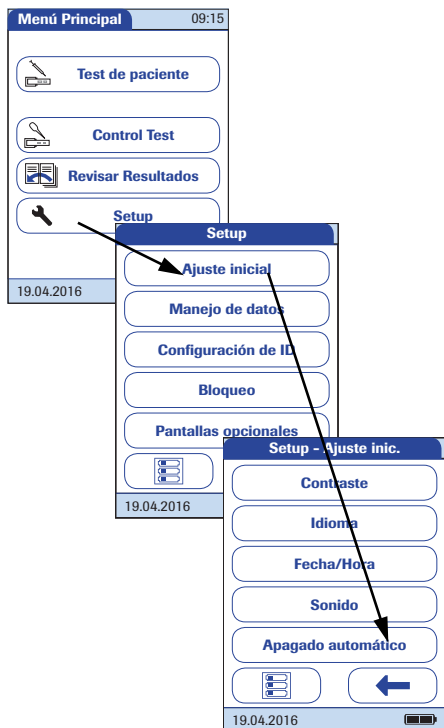 Menú Principal 09:15
Test de paciente
Control Test
Revisar Resultados
Setup
19.04.2016
Setup
Ajuste inicial
Manejo de datos
Configuración de ID
Bloqueo
Pantallas opcionales
19.04.2016
Setup - Ajuste inic.
Contraste
Idioma
Fecha/Hora
Sonido
Apagado automático
19.04.2016